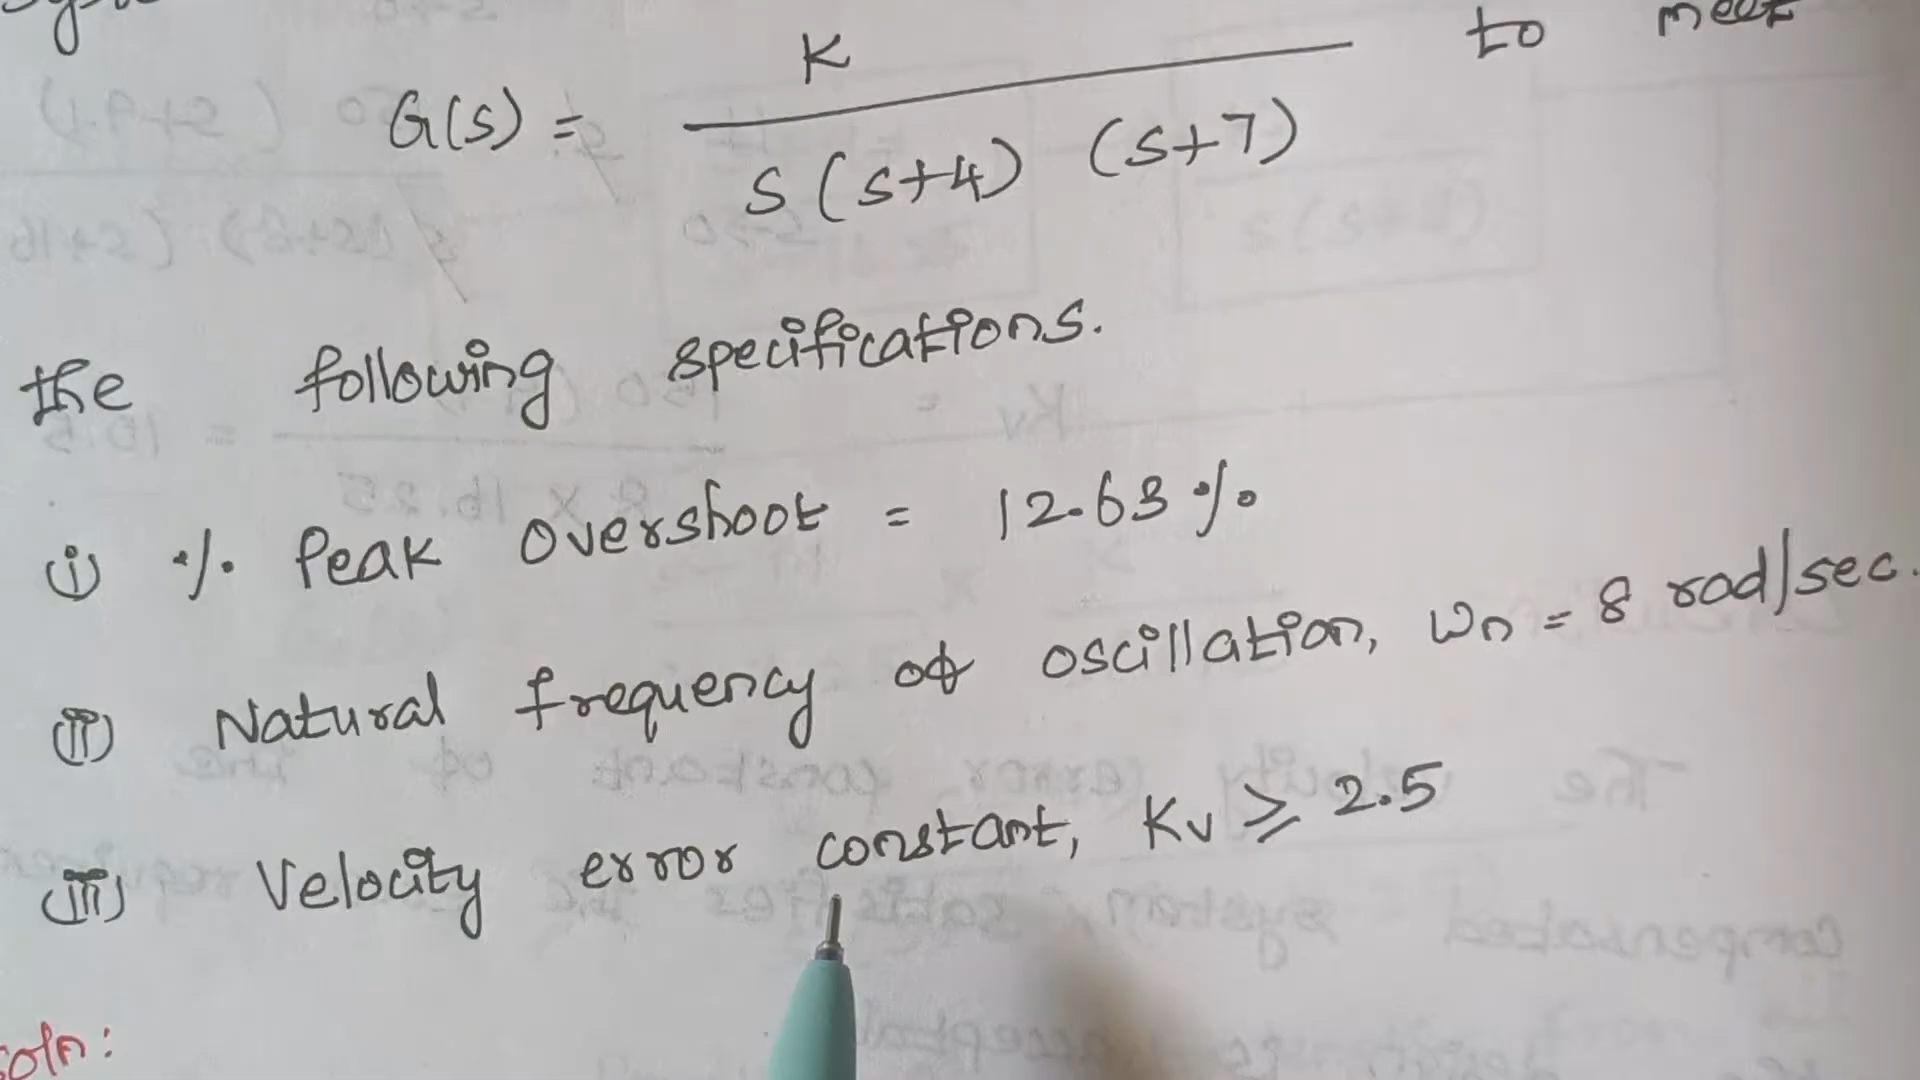 K
G(s) = ──────── to meet
s(s+4) (s+7)
the following specifications.
(i) % Peak Overshoot = 12.63 %
(ii) Natural frequency of oscillation, ωn = 8 rad/sec.
(iii) Velocity error constant, Kv ≥ 2.5
Soln: